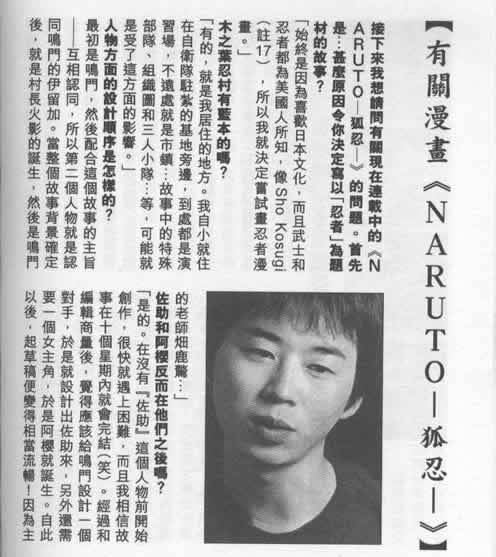 【有關漫畫《NARUTO—狐忍—》】
接下來我想請問有關現在連載中的《N
ARUTO—狐忍—》的問題。首先
是…甚麼原因令你決定寫以「忍者」為題
材的故事？
「始終是因為喜歡日本文化，而且武士和
忍者都為美國人所知，像Sho Kosugi
（註17），所以我就決定嘗試畫忍者漫
畫。」
木之葉忍村有藍本的嗎？
「有的，就是我居住的地方。我自小就住
在自衛隊駐紮的基地旁邊，到處都是演
習場，不遠處就是市鎮…故事中的特殊
部隊、組織圖和三人小隊…等，可能就
是受了這方面的影響。」
人物方面的設計順序是怎樣的？
最初是鳴門，然後配合這個故事的主旨
——互相認同，所以第二個人物就是認
同鳴門的伊留加。當整個故事背景確定
後，就是村長火影的誕生，然後是鳴門
的老師畑鹿驚…」
佐助和阿櫻反而在他們之後嗎？
「是的。在沒有『佐助』這個人物前開始
創作，很快就遇上困難，而且我相信故
事在十個星期內就會完結（笑）。經過和
編輯商量後，覺得應該給鳴門設計一個
對手，於是就設計出佐助來，另外還需
要一個女主角，於是阿櫻就誕生。自此
以後，起草稿便變得相當流暢！因為主